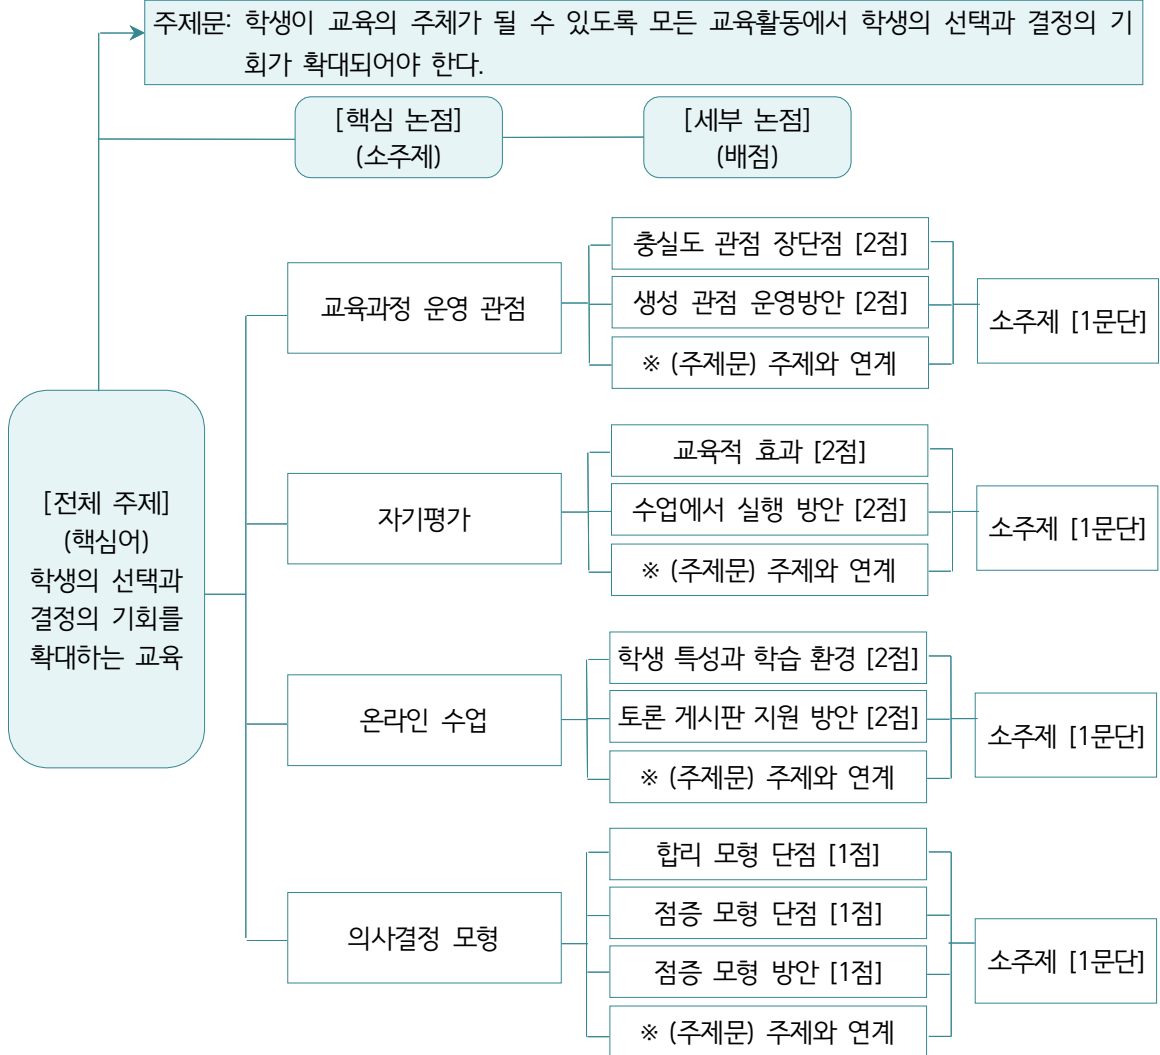 주제문: 학생이 교육의 주체가 될 수 있도록 모든 교육활동에서 학생의 선택과 결정의 기
회가 확대되어야 한다.
[핵심 논점]
(소주제)
[세부 논점]
(배점)
[전체 주제]
(핵심어)
학생의 선택과
결정의 기회를
확대하는 교육
교육과정 운영 관점
충실도 관점 장단점 [2점]
생성 관점 운영방안 [2점]
※ (주제문) 주제와 연계
소주제 [1문단]
자기평가
교육적 효과 [2점]
수업에서 실행 방안 [2점]
※ (주제문) 주제와 연계
소주제 [1문단]
온라인 수업
학생 특성과 학습 환경 [2점]
토론 게시판 지원 방안 [2점]
※ (주제문) 주제와 연계
소주제 [1문단]
의사결정 모형
합리 모형 단점 [1점]
점증 모형 단점 [1점]
점증 모형 방안 [1점]
※ (주제문) 주제와 연계
소주제 [1문단]